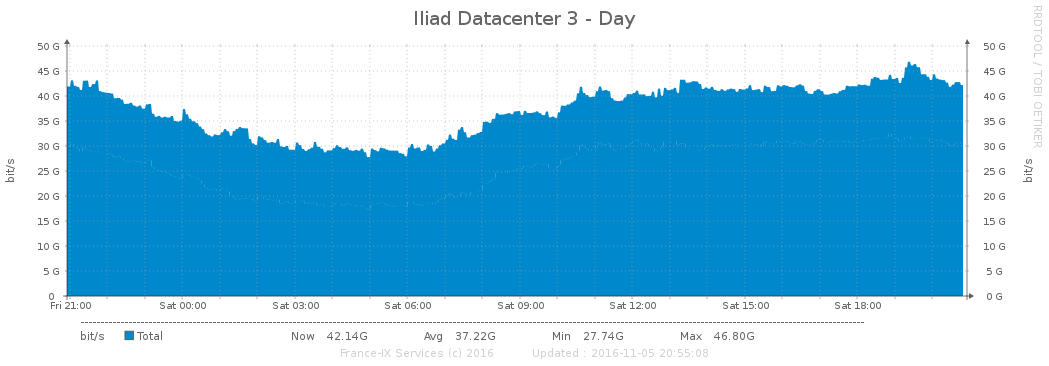 Iliad Datacenter 3 - Day
RRDTOOL / TOBI OETIKER
bit/s
bit/s
50 G 50 G
45 G 45 G
40 G 40 G
35 G 35 G
30 G 30 G
25 G 25 G
20 G 20 G
15 G 15 G
10 G 10 G
5 G 5 G
0 0 G
Fri 21:00 Sat 00:00 Sat 03:00 Sat 06:00 Sat 09:00 Sat 12:00 Sat 15:00 Sat 18:00
bit/s Total Now 42.14G Avg 37.22G Min 27.74G Max 46.80G
France-IX Services (c) 2016 Updated : 2016-11-05 20:55:08